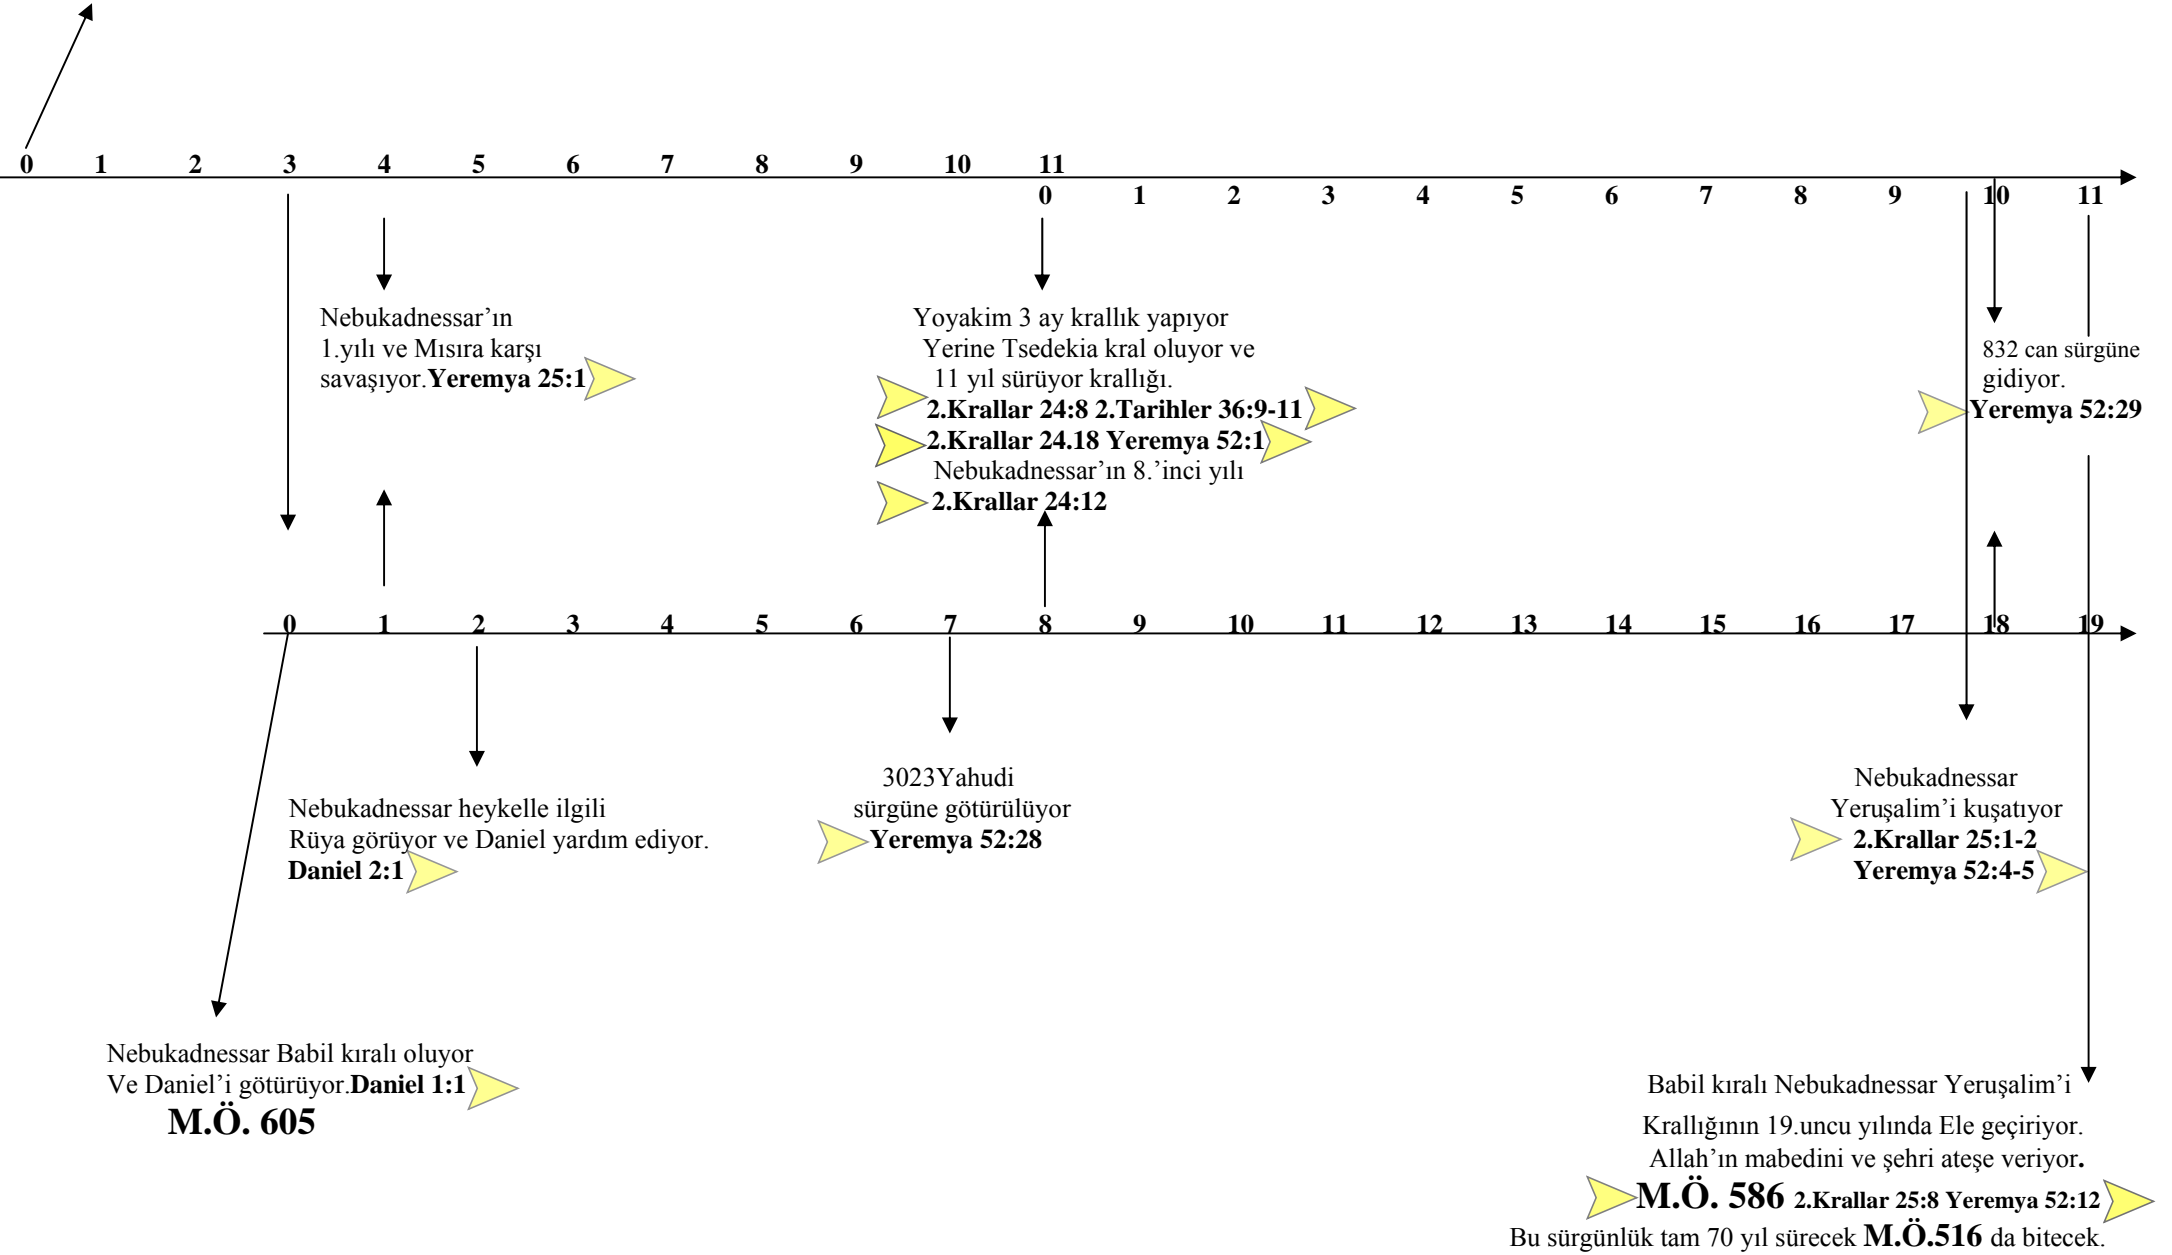 0 1 2 3 4 5 6 7 8 9 10 11
0 1 2 3 4 5 6 7 8 9 10 11
Nebukadnessar’ın
1.yılı ve Mısıra karşı
savaşıyor.Yeremya 25:1
Yoyakim 3 ay krallık yapıyor
Yerine Tsedekia kral oluyor ve
11 yıl sürüyor krallığı.
2.Krallar 24:8 2.Tarihler 36:9-11
2.Krallar 24.18 Yeremya 52:1
Nebukadnessar’ın 8.’inci yılı
2.Krallar 24:12
832 can sürgüne
gidiyor.
Yeremya 52:29
0 1 2 3 4 5 6 7 8 9 10 11 12 13 14 15 16 17 18 19
Nebukadnessar heykelle ilgili
Rüya görüyor ve Daniel yardım ediyor.
Daniel 2:1
3023Yahudi
sürgüne götürülüyor
Yeremya 52:28
Nebukadnessar
Yeruşalim’i kuşatıyor
2.Krallar 25:1-2
Yeremya 52:4-5
Nebukadnessar Babil kıralı oluyor
Ve Daniel’i götürüyor.Daniel 1:1
M.Ö. 605
Babil kıralı Nebukadnessar Yeruşalim’i
Krallığının 19.uncu yılında Ele geçiriyor.
Allah’ın mabedini ve şehri ateşe veriyor.
M.Ö. 586 2.Krallar 25:8 Yeremya 52:12
Bu sürgünlük tam 70 yıl sürecek M.Ö.516 da bitecek.